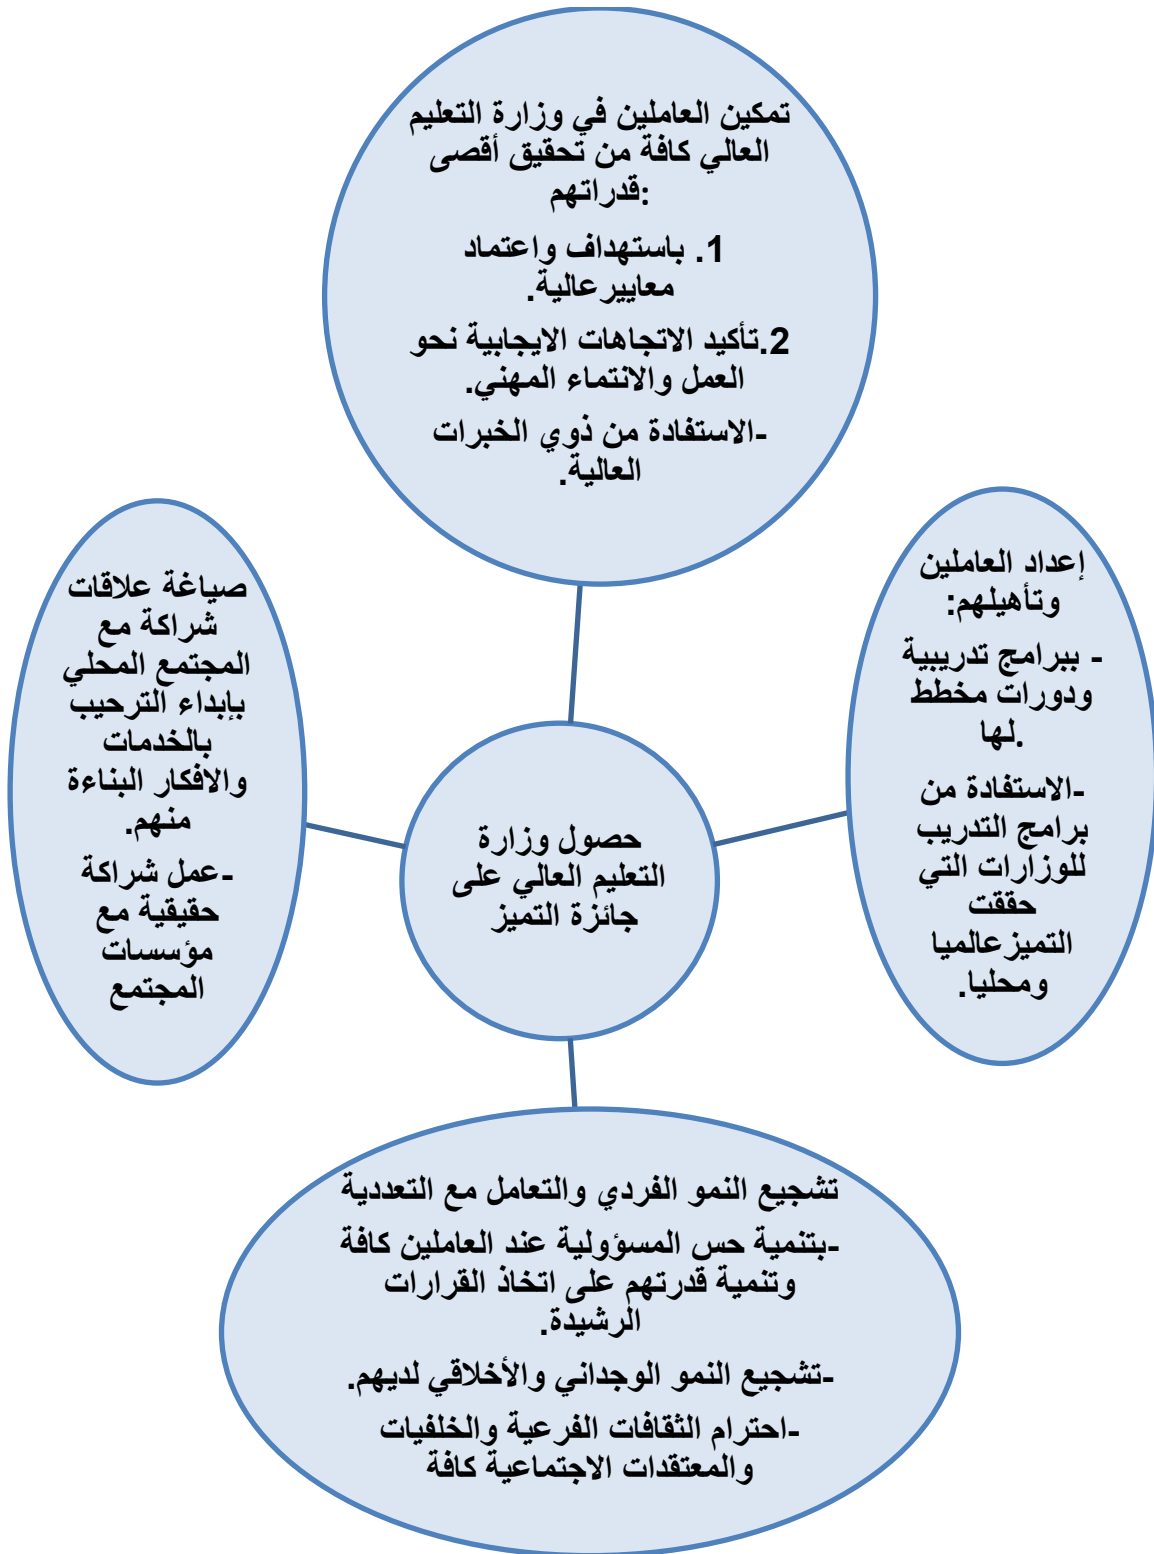 تمكين العاملين في وزارة التعليم
العالي كافة من تحقيق أقصى
قدراتهم:
1. باستهداف واعتماد
معاييرعالية.
2.تأكيد الاتجاهات الايجابية نحو
العمل والانتماء المهني.
-الاستفادة من ذوي الخبرات
العالية.
إعداد العاملين
وتأهيلهم:
- ببرامج تدريبية
ودورات مخطط
لها.
-الاستفادة من
برامج التدريب
للوزارات التي
حققت
التميزعالميا
ومحليا.
صياغة علاقات
شراكة مع
المجتمع المحلي
بإبداء الترحيب
بالخدمات
والافكار البناءة
منهم.
-عمل شراكة
حقيقية مع
مؤسسات
المجتمع
حصول وزارة
التعليم العالي على
جائزة التميز
تشجيع النمو الفردي والتعامل مع التعددية
-بتنمية حس المسؤولية عند العاملين كافة
وتنمية قدرتهم على اتخاذ القرارات
الرشيدة.
-تشجيع النمو الوجداني والأخلاقي لديهم.
-احترام الثقافات الفرعية والخلفيات
والمعتقدات الاجتماعية كافة